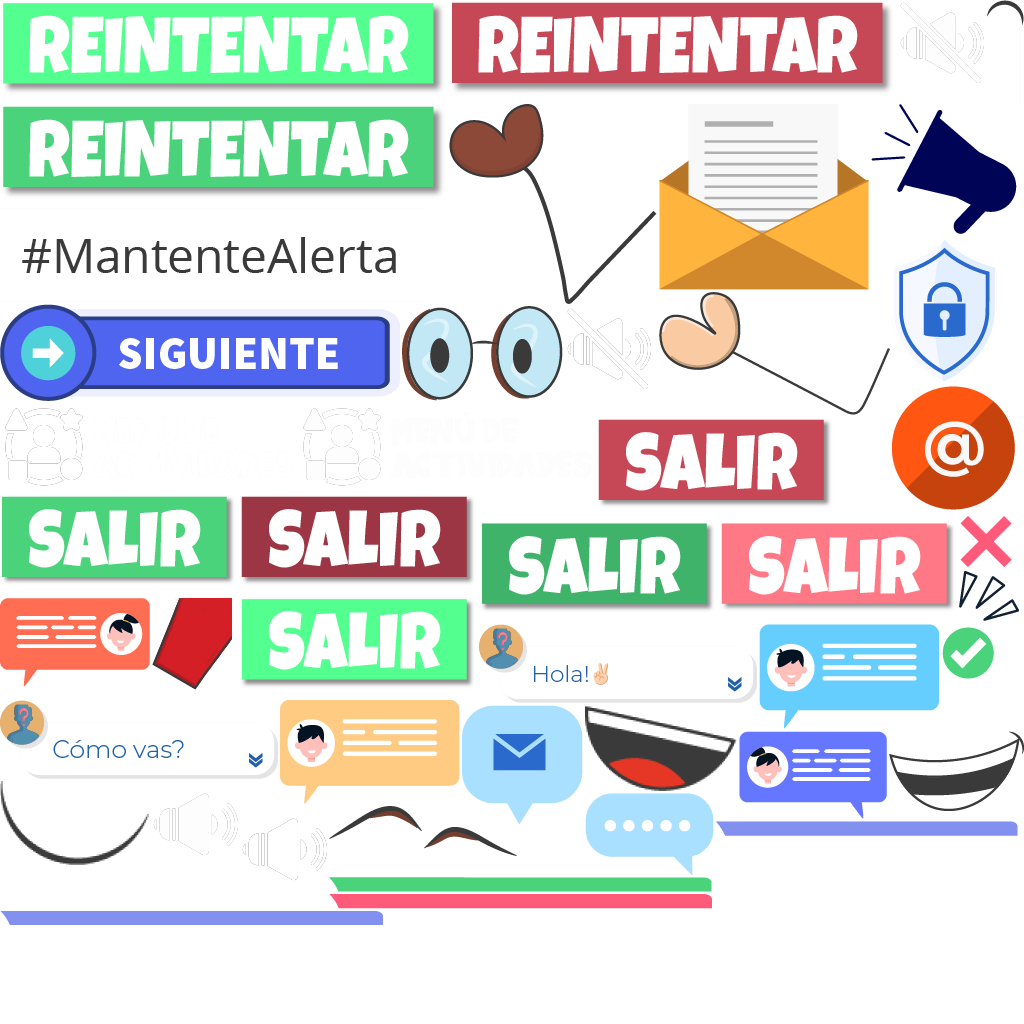 REINTENTAR
REINTENTAR
REINTENTAR
#MantenteAlerta
SIGUIENTE
MENÚ DE
ACTIVIDADES
@
SALIR
SALIR
SALIR
SALIR
SALIR
SALIR
Hola!✌🏻
Cómo vas?